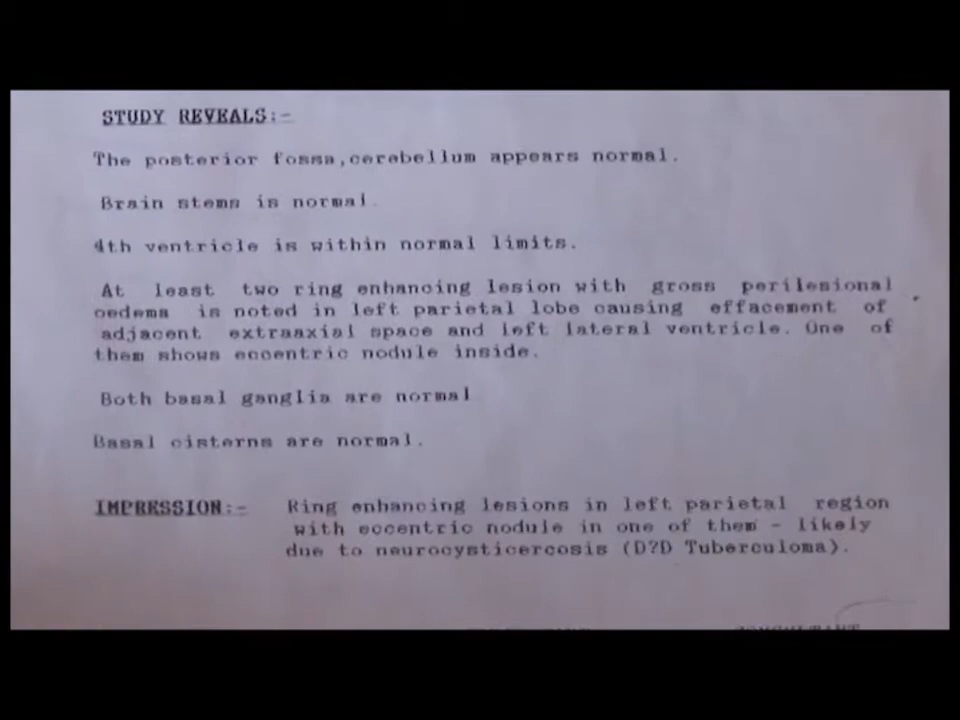 STUDY REVEALS:-
The posterior fossa,cerebellum appears normal.
Brain stems is normal.
4th ventricle is within normal limits.
At least two ring enhancing lesion with gross perilesional
oedema is noted in left parietal lobe causing effacement of
adjacent extraaxial space and left lateral ventricle. One of
them shows eccentric nodule inside.
Both basal ganglia are normal
Basal cisterns are normal.
IMPRESSION:- Ring enhancing lesions in left parietal region
with eccentric nodule in one of them - likely
due to neurocysticercosis (D?D Tuberculoma).